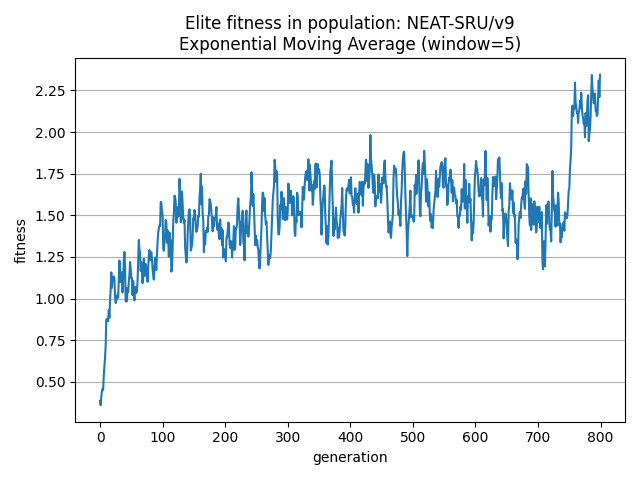 Elite fitness in population: NEAT-SRU/v9
Exponential Moving Average (window=5)
fitness
2.25
2.00
1.75
1.50
1.25
1.00
0.75
0.50
0 100 200 300 400 500 600 700 800
generation